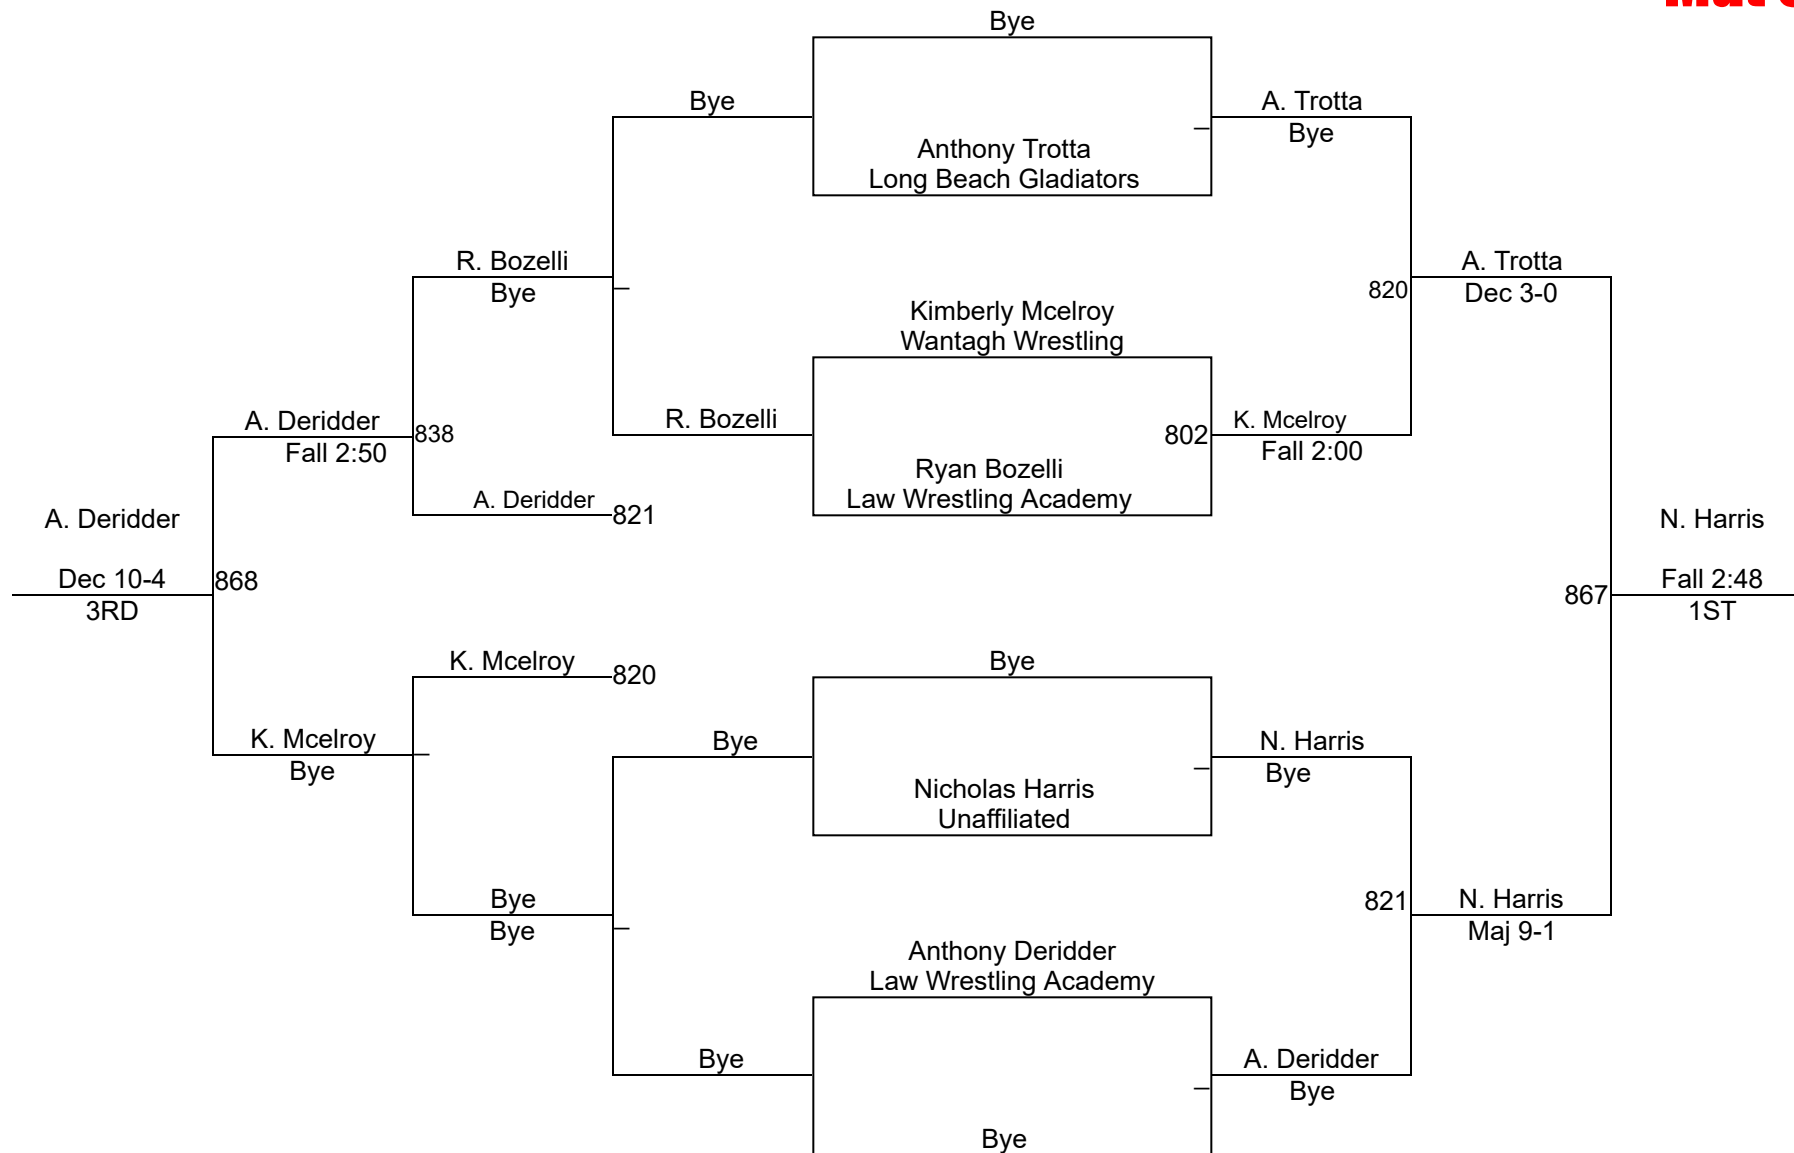 Bye
Bye
A. Trotta
Bye
Anthony Trotta
Long Beach Gladiators
R. Bozelli
Bye
A. Trotta
820
Dec 3-0
Kimberly Mcelroy
Wantagh Wrestling
A. Deridder
838
Fall 2:50
R. Bozelli
802
K. Mcelroy
Fall 2:00
Ryan Bozelli
Law Wrestling Academy
A. Deridder
821
A. Deridder
N. Harris
Dec 10-4
868
3RD
867
Fall 2:48
1ST
K. Mcelroy
820
Bye
K. Mcelroy
Bye
Bye
N. Harris
Bye
Nicholas Harris
Unaffiliated
Bye
Bye
821
N. Harris
Maj 9-1
Anthony Deridder
Law Wrestling Academy
Bye
A. Deridder
Bye
Bye